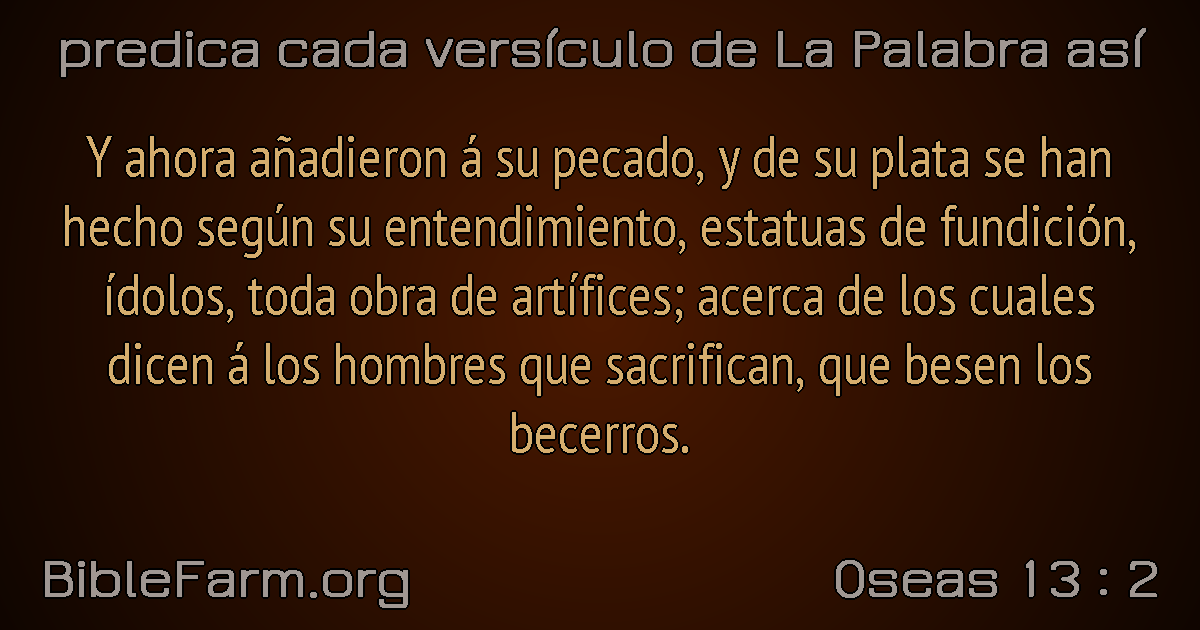 predica cada versículo de La Palabra así
Y ahora añadieron á su pecado, y de su plata se han
hecho según su entendimiento, estatuas de fundición,
ídolos, toda obra de artífices; acerca de los cuales
dicen á los hombres que sacrifican, que besen los
becerros.
BibleFarm.org
Oseas 13 : 2